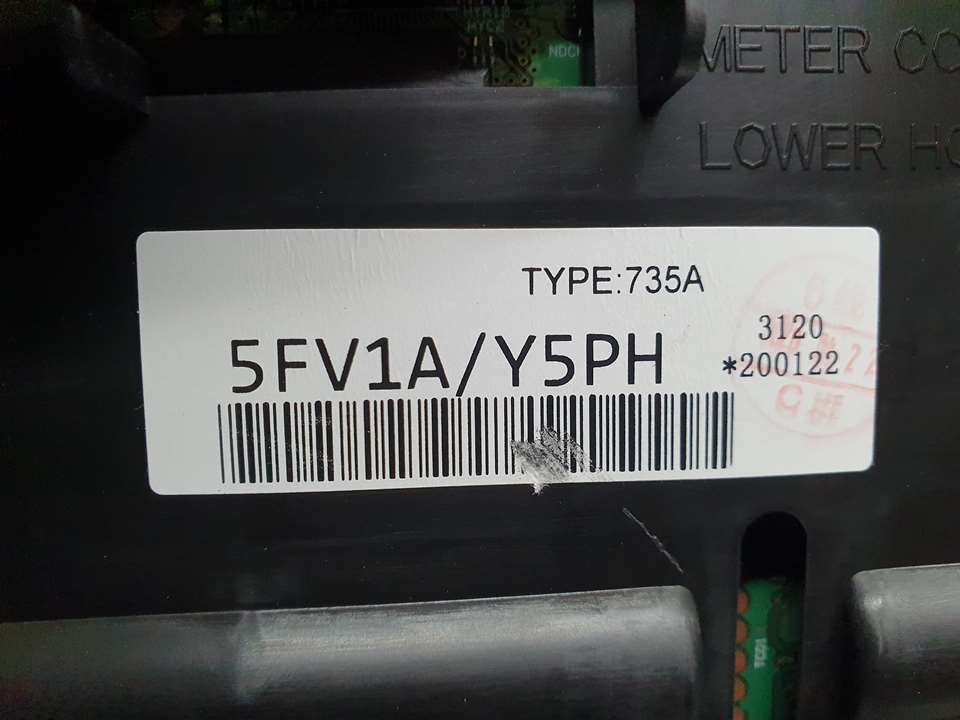 METER CO
LOWER HO
TYPE:735A
5FV1A/Y5PH
3120
*200122